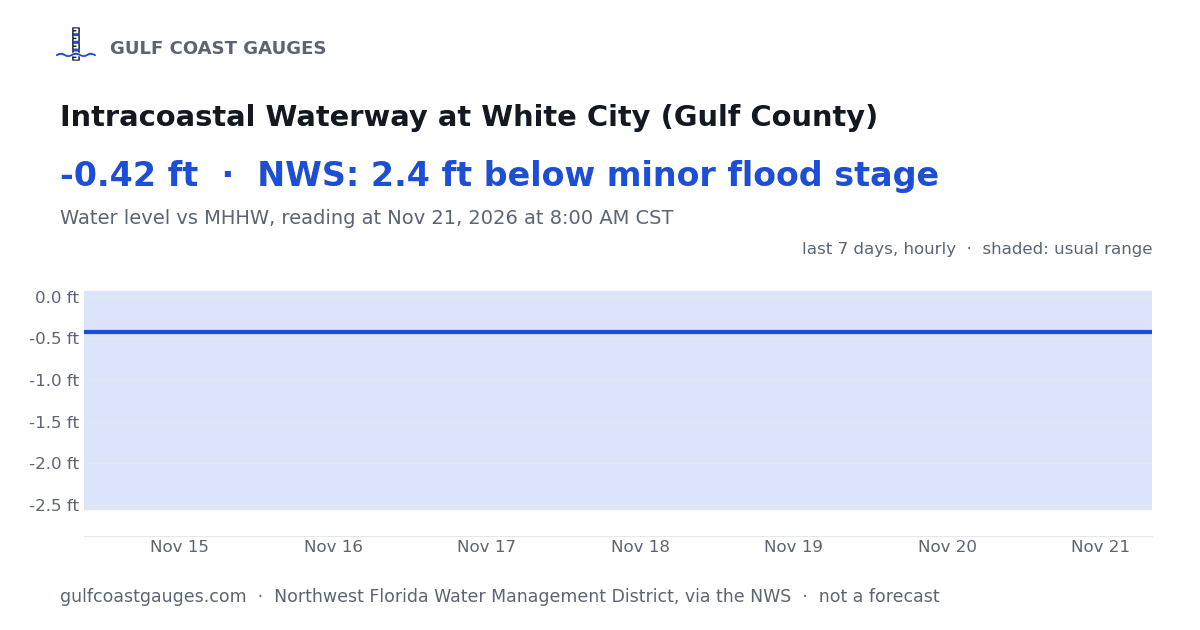 GULF COAST GAUGES
Intracoastal Waterway at White City (Gulf County)
-0.42 ft · NWS: 2.4 ft below minor flood stage
Water level vs MHHW, reading at Nov 21, 2026 at 8:00 AM CST
last 7 days, hourly · shaded: usual range
0.0 ft
-0.5 ft
-1.0 ft
-1.5 ft
-2.0 ft
-2.5 ft
Nov 15 Nov 16 Nov 17 Nov 18 Nov 19 Nov 20 Nov 21
gulfcoastgauges.com · Northwest Florida Water Management District, via the NWS · not a forecast